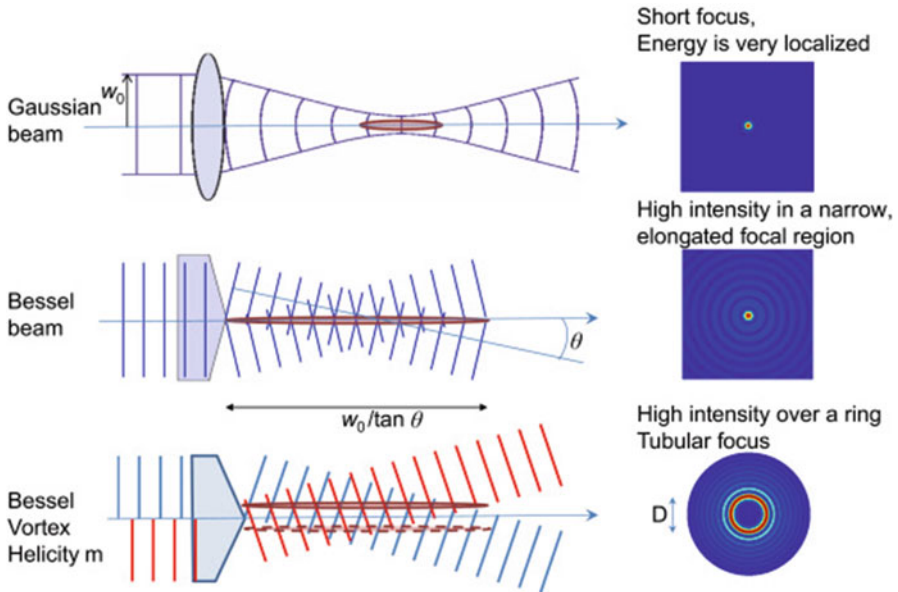 Short focus,
Energy is very localized
w₀
Gaussian
beam
High intensity in a narrow,
elongated focal region
Bessel
beam
θ
w₀/tan θ
High intensity over a ring
Tubular focus
Bessel
Vortex
Helicity m
D